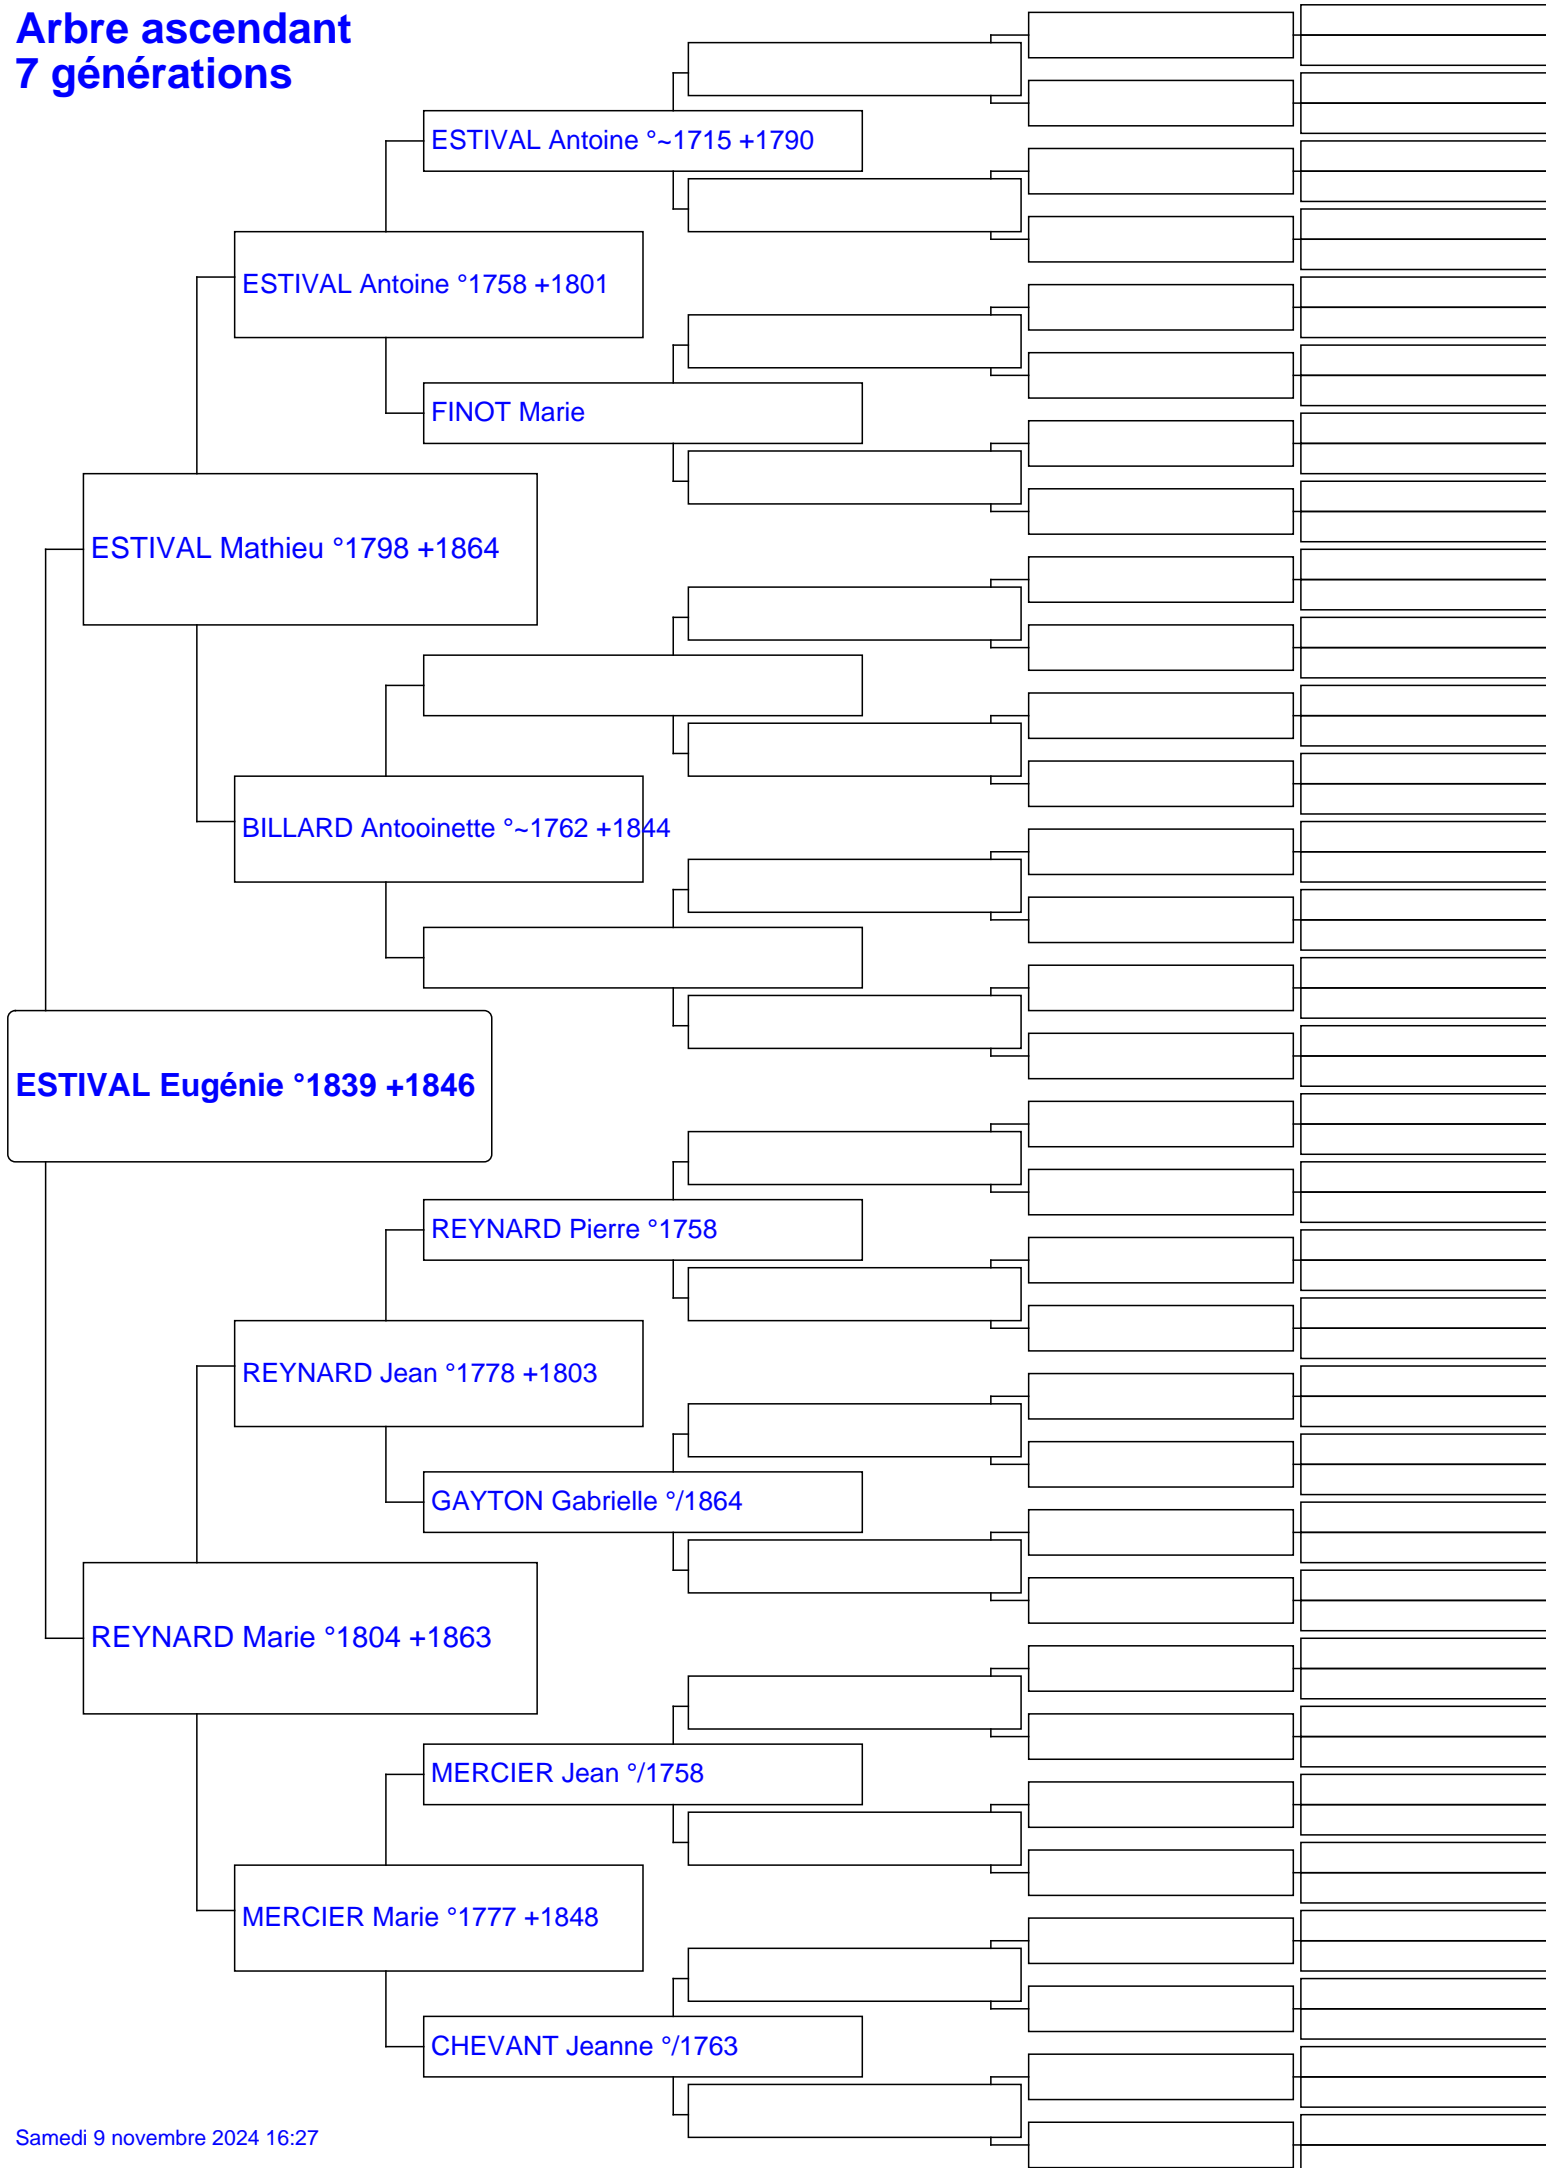 Arbre ascendant
7 générations
ESTIVAL Antoine °~1715 +1790
ESTIVAL Antoine °1758 +1801
FINOT Marie
ESTIVAL Mathieu °1798 +1864
BILLARD Antooinette °~1762 +1844
ESTIVAL Eugénie °1839 +1846
REYNARD Pierre °1758
REYNARD Jean °1778 +1803
GAYTON Gabrielle °/1864
REYNARD Marie °1804 +1863
MERCIER Jean °/1758
MERCIER Marie °1777 +1848
CHEVANT Jeanne °/1763
Samedi 9 novembre 2024 16:27